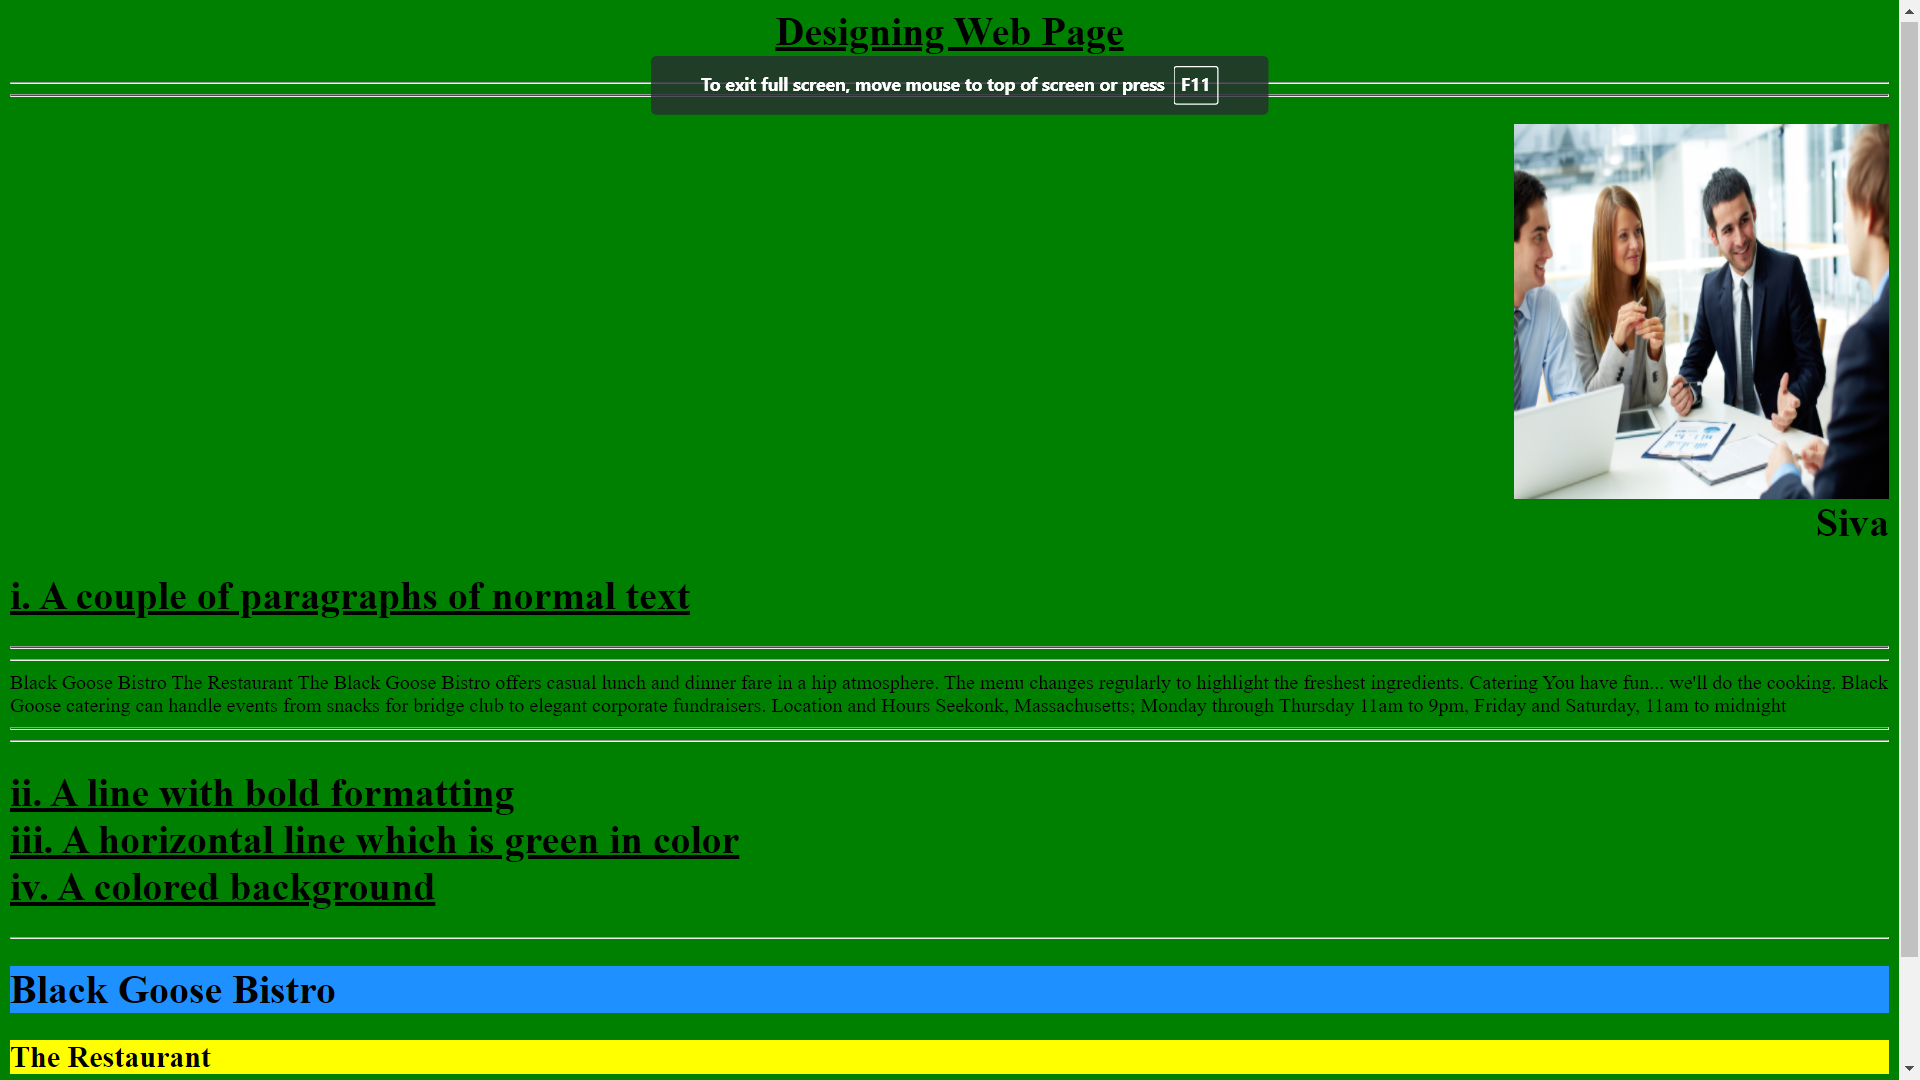 Designing Web Page
To exit full screen, move mouse to top of screen or press F11
Siva
i. A couple of paragraphs of normal text
Black Goose Bistro The Restaurant The Black Goose Bistro offers casual lunch and dinner fare in a hip atmosphere. The menu changes regularly to highlight the freshest ingredients. Catering You have fun... we'll do the cooking. Black
Goose catering can handle events from snacks for bridge club to elegant corporate fundraisers. Location and Hours Seekonk, Massachusetts; Monday through Thursday 11am to 9pm, Friday and Saturday, 11am to midnight
ii. A line with bold formatting
iii. A horizontal line which is green in color
iv. A colored background
Black Goose Bistro
The Restaurant